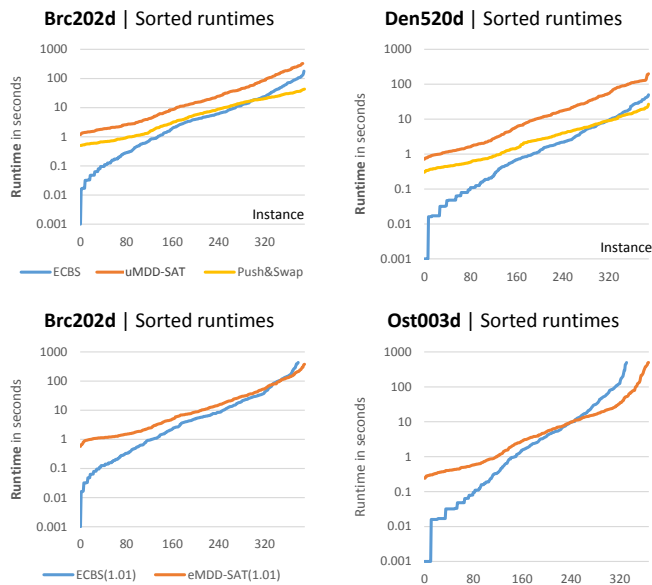 Brc202d | Sorted runtimes
1000
100
10
1
0.1
0.01
0.001
Runtime in seconds
Instance
0 80 160 240 320
ECBS uMDD-SAT Push&Swap
Den520d | Sorted runtimes
1000
100
10
1
0.1
0.01
0.001
Runtime in seconds
Instance
0 80 160 240 320
Brc202d | Sorted runtimes
1000
100
10
1
0.1
0.01
0.001
Runtime in seconds
0 80 160 240 320
ECBS(1.01) eMDD-SAT(1.01)
Ost003d | Sorted runtimes
1000
100
10
1
0.1
0.01
0.001
Runtime in seconds
0 80 160 240 320